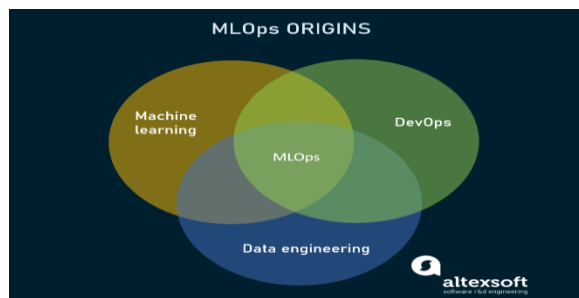 MLOps ORIGINS
Machine
learning
DevOps
MLOps
Data engineering
altexsoft
software r&d engineering